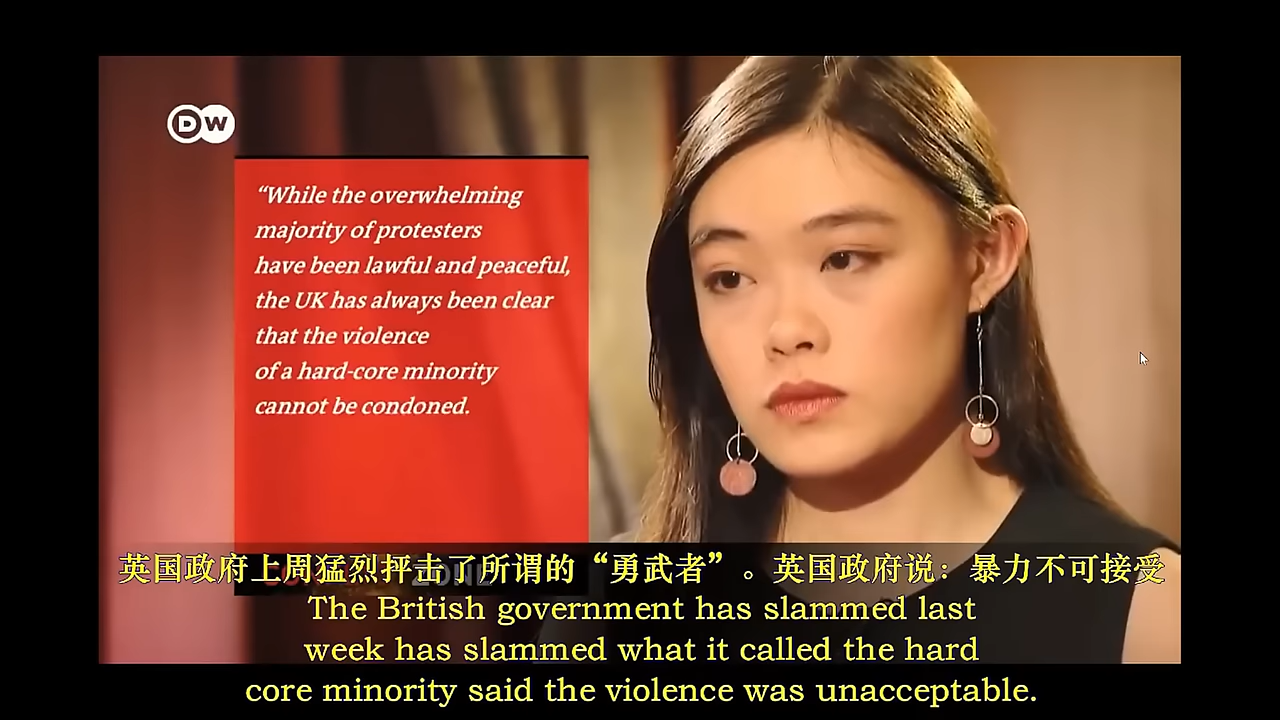 DW
“While the overwhelming
majority of protesters
have been lawful and peaceful,
the UK has always been clear
that the violence
of a hard-core minority
cannot be condoned.
英国政府上周猛烈抨击了所谓的“勇武者”。英国政府说：暴力不可接受
The British government has slammed last
week has slammed what it called the hard
core minority said the violence was unacceptable.